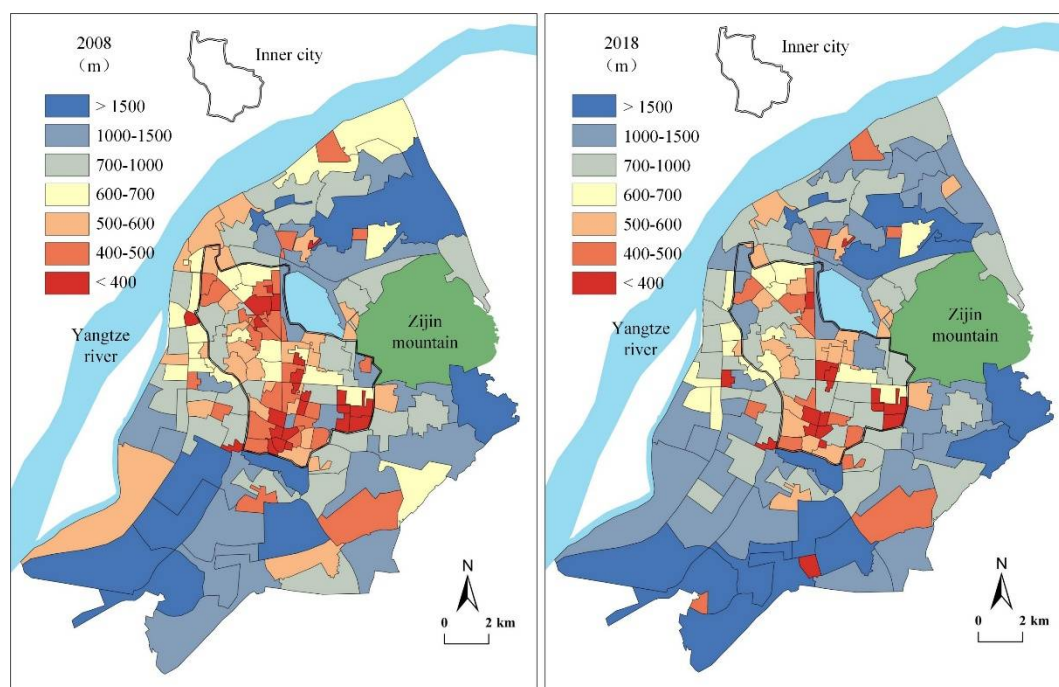 2008
（m）
Inner city
> 1500
1000-1500
700-1000
600-700
500-600
400-500
< 400
Yangtze
river
Zijin
mountain
N
0 2 km
2018
（m）
Inner city
> 1500
1000-1500
700-1000
600-700
500-600
400-500
< 400
Yangtze
river
Zijin
mountain
N
0 2 km